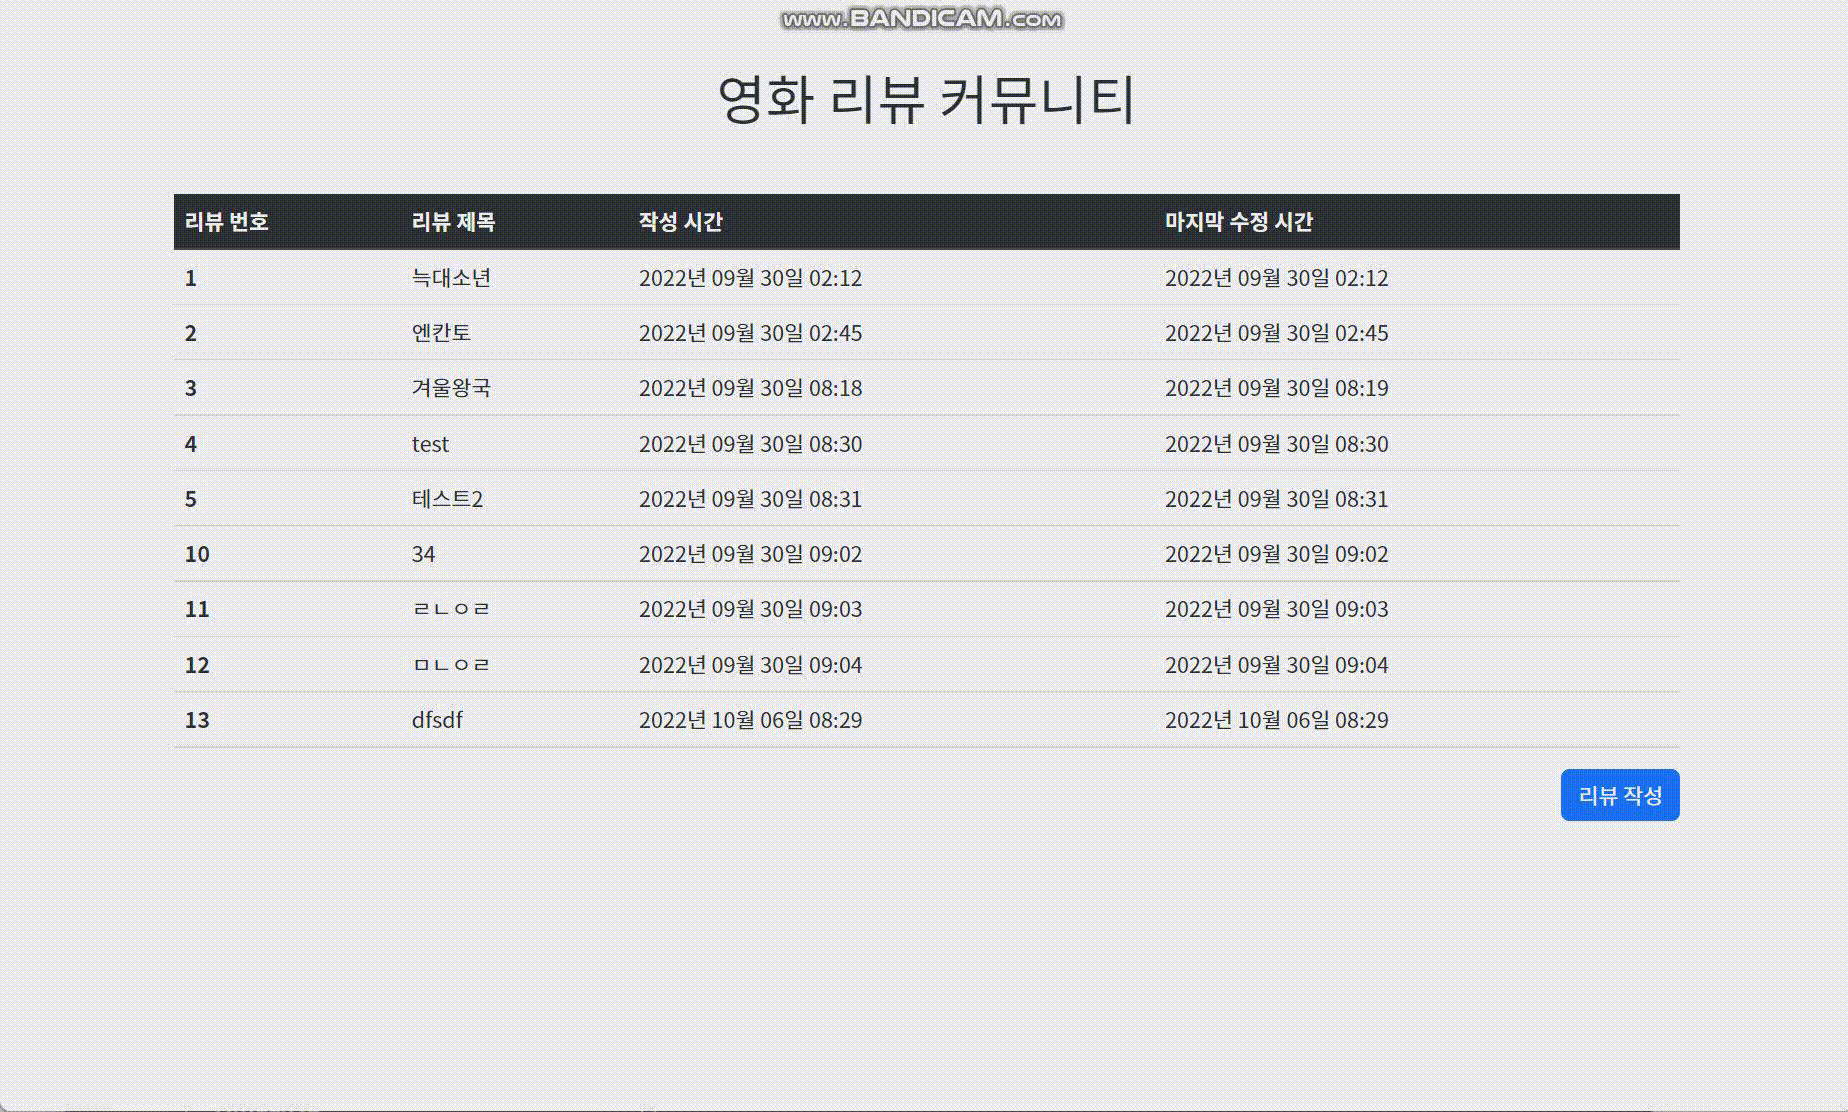 www.BANDICAM.com
영화 리뷰 커뮤니티
리뷰 번호 리뷰 제목 작성 시간 마지막 수정 시간
1 늑대소년 2022년 09월 30일 02:12 2022년 09월 30일 02:12
2 엔칸토 2022년 09월 30일 02:45 2022년 09월 30일 02:45
3 겨울왕국 2022년 09월 30일 08:18 2022년 09월 30일 08:19
4 test 2022년 09월 30일 08:30 2022년 09월 30일 08:30
5 테스트2 2022년 09월 30일 08:31 2022년 09월 30일 08:31
10 34 2022년 09월 30일 09:02 2022년 09월 30일 09:02
11 ㄹㄴㅇㄹ 2022년 09월 30일 09:03 2022년 09월 30일 09:03
12 ㅁㄴㅇㄹ 2022년 09월 30일 09:04 2022년 09월 30일 09:04
13 dfsdf 2022년 10월 06일 08:29 2022년 10월 06일 08:29
리뷰 작성